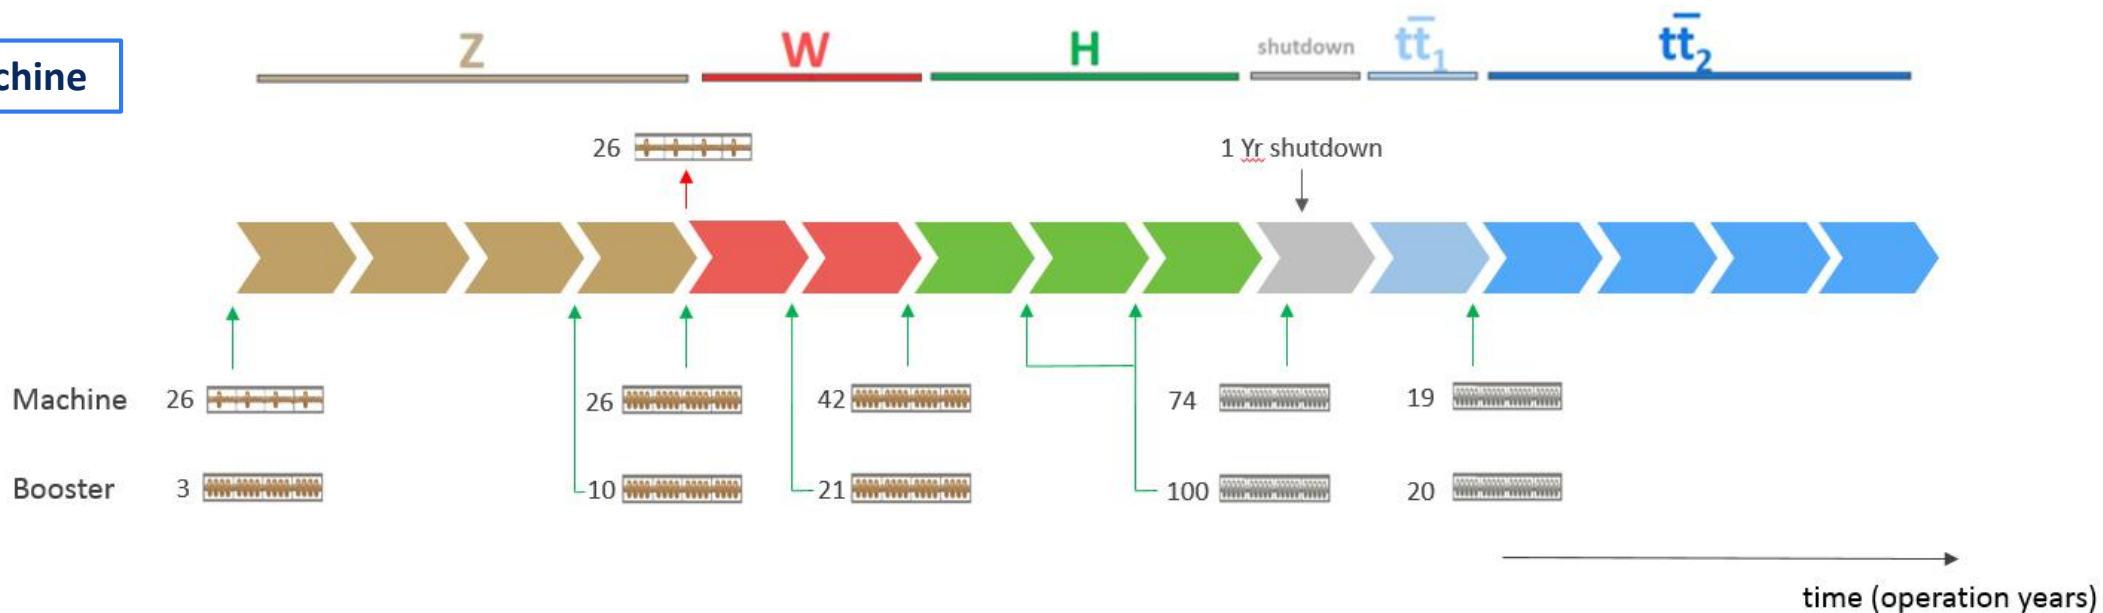 chine
Z W H shutdown tt̄₁ tt̄₂
26
1 Yr shutdown
Machine 26 26 42 74 19
Booster 3 10 21 100 20
time (operation years)